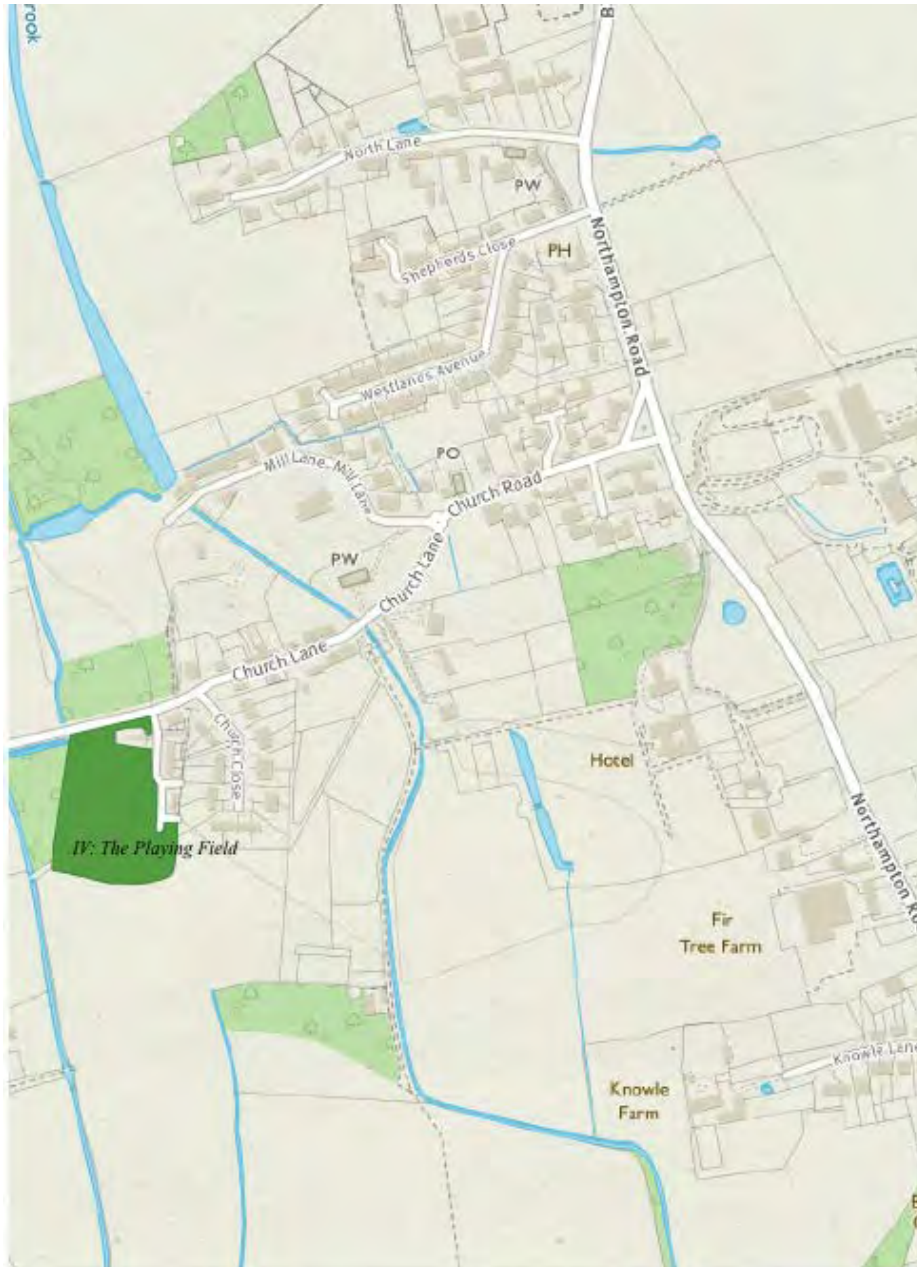 rook
B
North Lane
PW
Shepherds Close
PH
Northampton Road
Westlands Avenue
Mill Lane
Mill Lane
PO
Church Road
PW
Church Lane
Church Lane
Church Close
Hotel
IV: The Playing Field
Northampton Ro
Fir
Tree Farm
Knowle Lane
Knowle
Farm